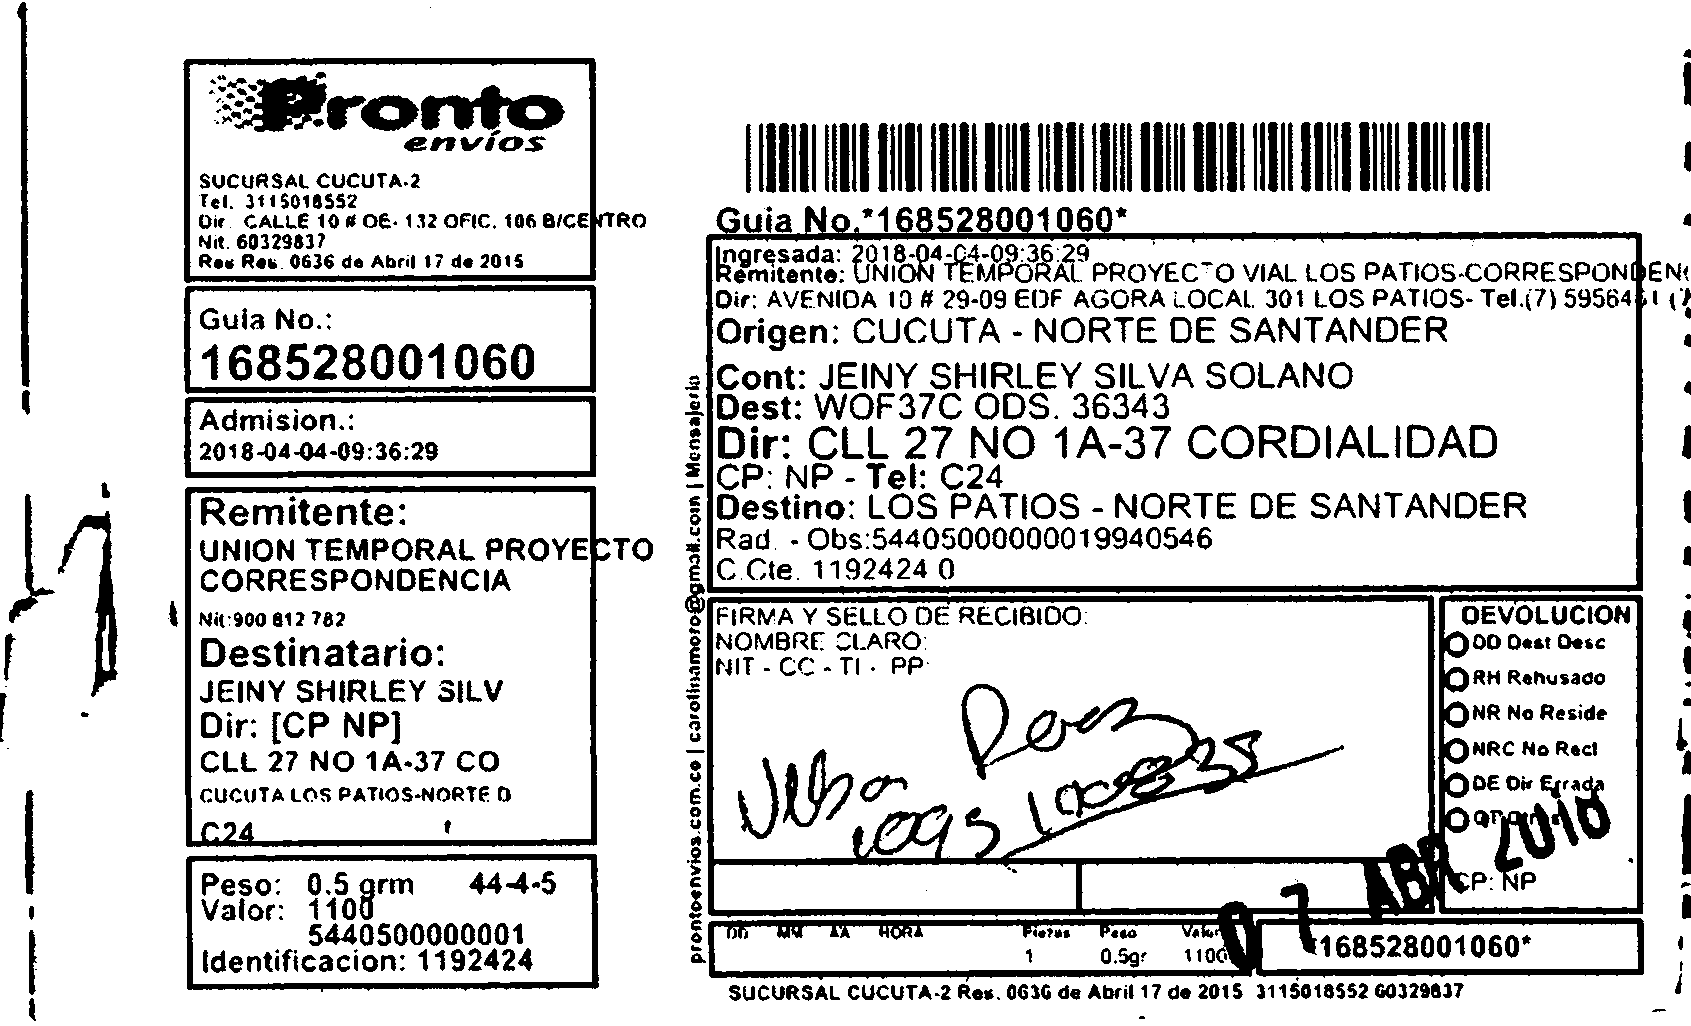 Pronto
envíos
SUCURSAL CUCUTA-2
Tel. 3115018552
Dir CALLE 10 # OE- 132 OFIC. 106 B/CENTRO
Nit. 60329837
Res Res. 0636 de Abril 17 de 2015
Guia No.:
168528001060
Admision.:
2018-04-04-09:36:29
Remitente:
UNION TEMPORAL PROYECTO
CORRESPONDENCIA
Nit:900 812 782
Destinatario:
JEINY SHIRLEY SILV
Dir: [CP NP]
CLL 27 NO 1A-37 CO
CUCUTA LOS PATIOS-NORTE D
C24
Peso: 0.5 grm 44-4-5
Valor: 1100
5440500000001
Identificacion: 1192424
prontoenvios.com.co | carolinamoro@gmail.com | Mensajeria
Guia No.*168528001060*
Ingresada: 2018-04-04-09:36:29
Remitente: UNION TEMPORAL PROYECTO VIAL LOS PATIOS-CORRESPONDEN
Dir: AVENIDA 10 # 29-09 EDF AGORA LOCAL 301 LOS PATIOS- Tel.(7) 5956461 (7
Origen: CUCUTA - NORTE DE SANTANDER
Cont: JEINY SHIRLEY SILVA SOLANO
Dest: WOF37C ODS. 36343
Dir: CLL 27 NO 1A-37 CORDIALIDAD
CP: NP - Tel: C24
Destino: LOS PATIOS - NORTE DE SANTANDER
Rad. - Obs:544050000000019940546
C.Cte. 1192424 0
FIRMA Y SELLO DE RECIBIDO:
NOMBRE CLARO:
NIT - CC - TI - PP
DEVOLUCION
DD Dest Desc
RH Rehusado
NR No Reside
NRC No Recl
DE Dir Errada
CP: NP
07 ABR 2018
DD MM AA HORA Piezas Peso Valor
1 0.5gr 1100
*168528001060*
SUCURSAL CUCUTA-2 Res. 0636 de Abril 17 de 2015 3115018552 60329837